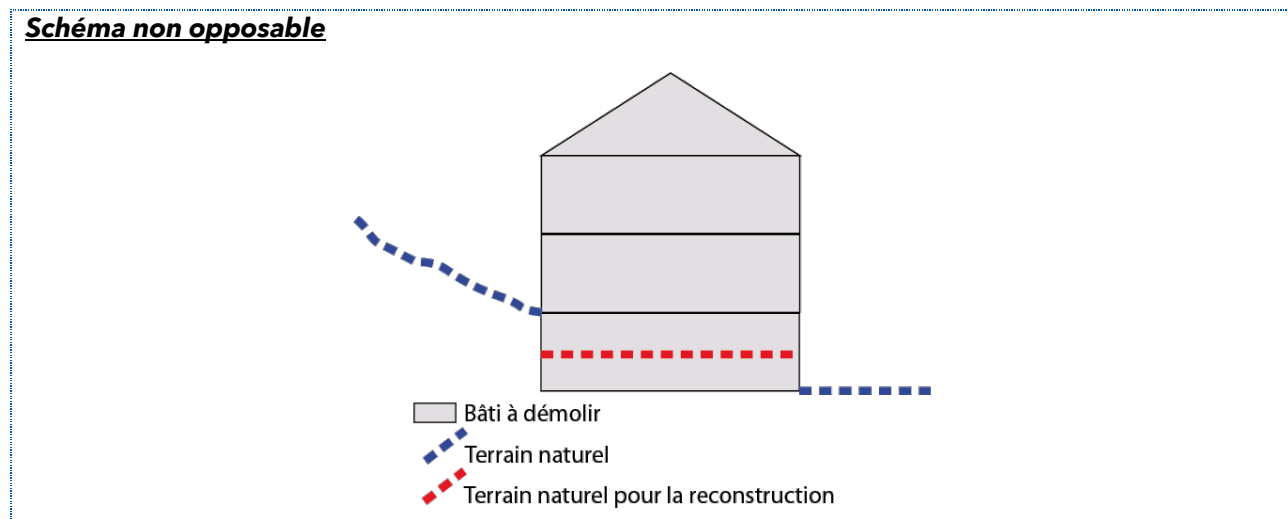 Schéma non opposable
Bâti à démolir
Terrain naturel
Terrain naturel pour la reconstruction